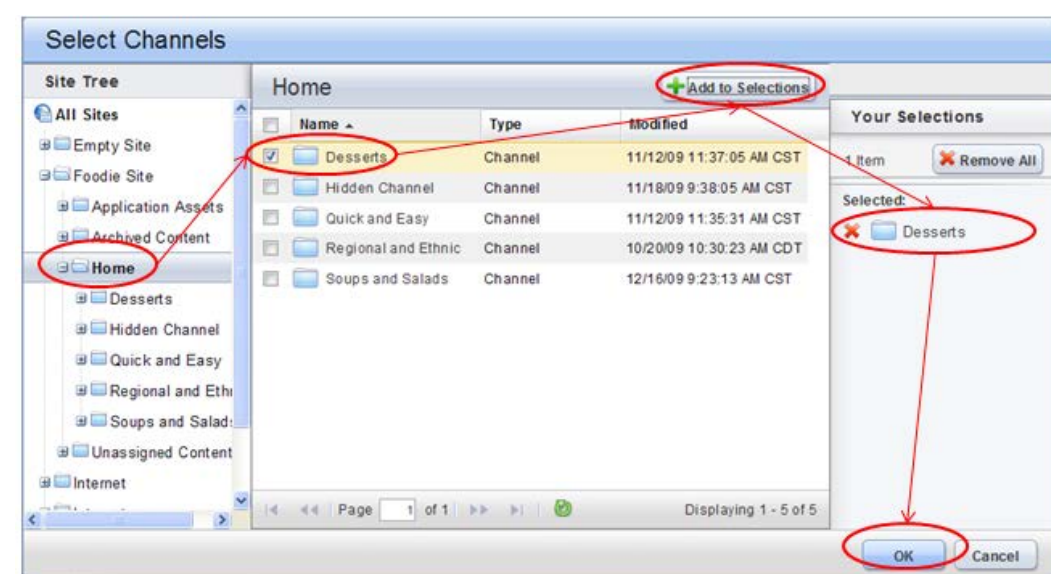 Select Channels
Site Tree
All Sites
Empty Site
Foodie Site
Application Assets
Archived Content
Home
Desserts
Hidden Channel
Quick and Easy
Regional and Ethn
Soups and Salad
Unassigned Content
Internet
Home
Add to Selections
Name Type Modified
Desserts Channel 11/12/09 11:37:05 AM CST
Hidden Channel Channel 11/18/09 9:38:05 AM CST
Quick and Easy Channel 11/12/09 11:35:31 AM CST
Regional and Ethnic Channel 10/20/09 10:30:23 AM CDT
Soups and Salads Channel 12/16/09 9:23:13 AM CST
Page 1 of 1
Displaying 1 - 5 of 5
Your Selections
1 Item
Remove All
Selected:
Desserts
OK
Cancel